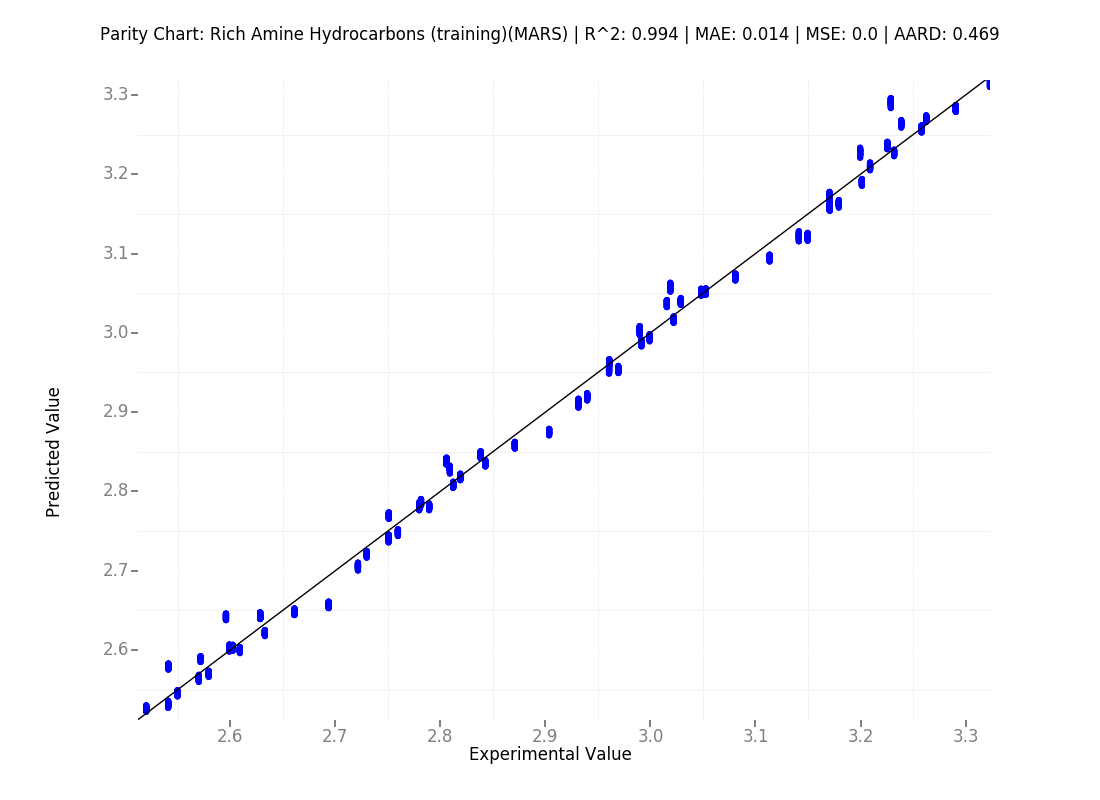 Parity Chart: Rich Amine Hydrocarbons (training)(MARS) | R^2: 0.994 | MAE: 0.014 | MSE: 0.0 | AARD: 0.469
3.3
3.2
3.1
3.0
2.9
2.8
2.7
2.6
Predicted Value
2.6 2.7 2.8 2.9 3.0 3.1 3.2 3.3
Experimental Value